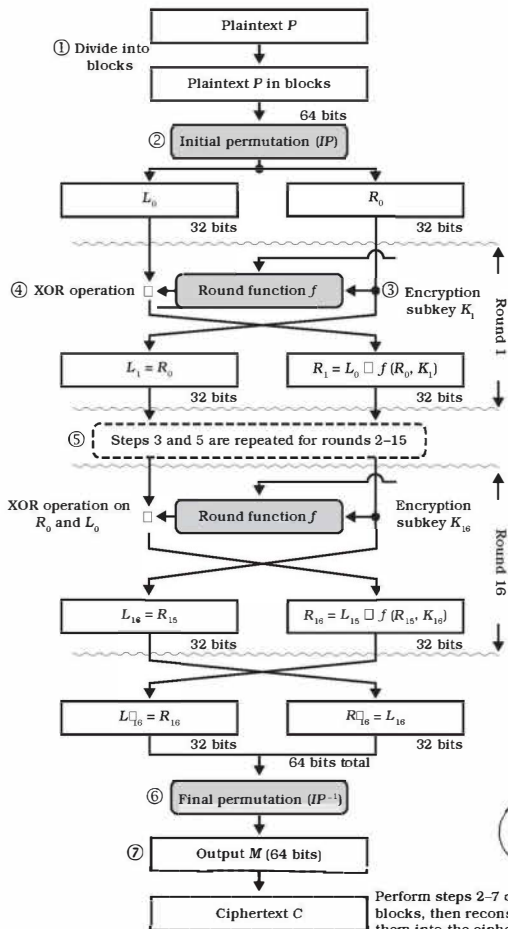 Plaintext P
① Divide into
blocks
Plaintext P in blocks
64 bits
② Initial permutation (IP)
L₀
R₀
32 bits
32 bits
④ XOR operation
□
Round function f
③ Encryption
subkey K₁
Round 1
L₁ = R₀
R₁ = L₀ □ f (R₀, K₁)
32 bits
32 bits
⑤ Steps 3 and 5 are repeated for rounds 2–15
XOR operation on
R₀ and L₀
□
Round function f
Encryption
subkey K₁₆
Round 16
L₁₆ = R₁₅
R₁₆ = L₁₅ □ f (R₁₅, K₁₆)
32 bits
32 bits
L□₁₆ = R₁₆
R□₁₆ = L₁₆
32 bits
32 bits
64 bits total
⑥ Final permutation (IP⁻¹)
⑦ Output M (64 bits)
Ciphertext C
Perform steps 2–7
blocks, then